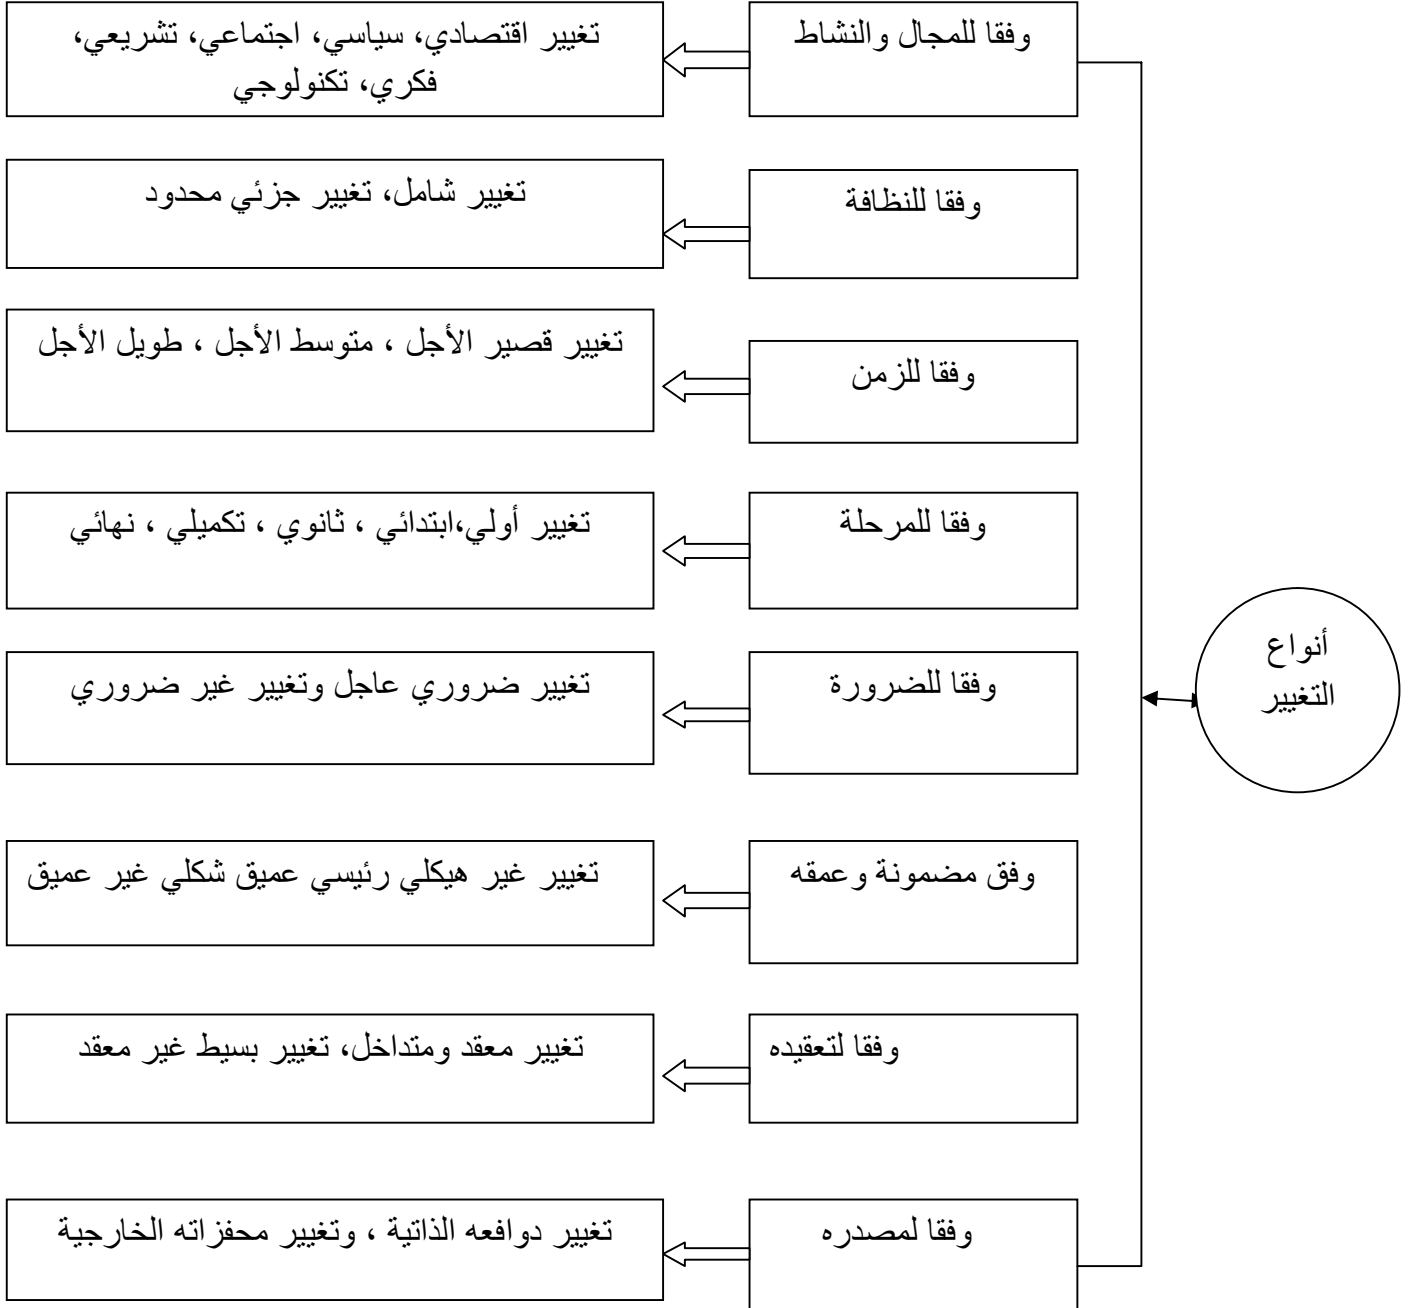 وفقا للمجال والنشاط
تغيير اقتصادي، سياسي، اجتماعي، تشريعي،
فكري، تكنولوجي
وفقا للنظافة
تغيير شامل، تغيير جزئي محدود
وفقا للزمن
تغيير قصير الأجل ، متوسط الأجل ، طويل الأجل
وفقا للمرحلة
تغيير أولي،ابتدائي ، ثانوي ، تكميلي ، نهائي
أنواع
التغيير
وفقا للضرورة
تغيير ضروري عاجل وتغيير غير ضروري
وفق مضمونة وعمقه
تغيير غير هيكلي رئيسي عميق شكلي غير عميق
وفقا لتعقيده
تغيير معقد ومتداخل، تغيير بسيط غير معقد
وفقا لمصدره
تغيير دوافعه الذاتية ، وتغيير محفزاته الخارجية